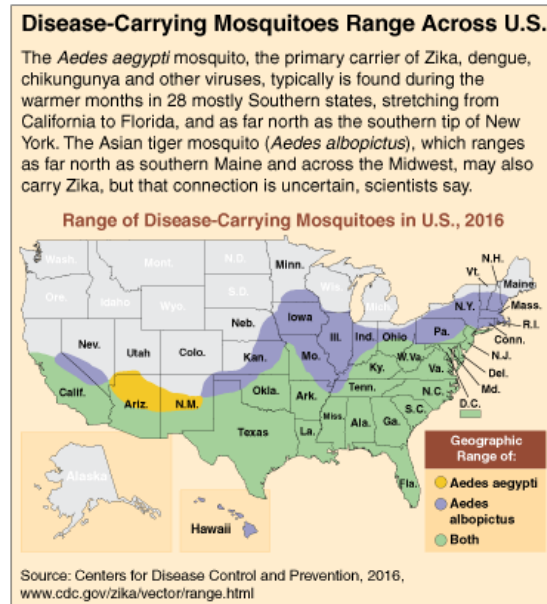 Disease-Carrying Mosquitoes Range Across U.S.
The Aedes aegypti mosquito, the primary carrier of Zika, dengue,
chikungunya and other viruses, typically is found during the
warmer months in 28 mostly Southern states, stretching from
California to Florida, and as far north as the southern tip of New
York. The Asian tiger mosquito (Aedes albopictus), which ranges
as far north as southern Maine and across the Midwest, may also
carry Zika, but that connection is uncertain, scientists say.
Range of Disease-Carrying Mosquitoes in U.S., 2016
Wash.
Mont.
N.D.
Minn.
Vt.
N.H.
Maine
Ore.
Idaho
Wyo.
S.D.
Wis.
Mich.
N.Y.
Mass.
R.I.
Conn.
Nev.
Utah
Colo.
Neb.
Iowa
Ill.
Ind.
Ohio
Pa.
N.J.
Del.
Md.
D.C.
Calif.
Ariz.
N.M.
Kan.
Mo.
Ky.
W.Va.
Va.
Okla.
Ark.
Tenn.
N.C.
S.C.
Texas
La.
Miss.
Ala.
Ga.
Fla.
Alaska
Hawaii
Geographic
Range of:
Aedes aegypti
Aedes
albopictus
Both
Source: Centers for Disease Control and Prevention, 2016,
www.cdc.gov/zika/vector/range.html